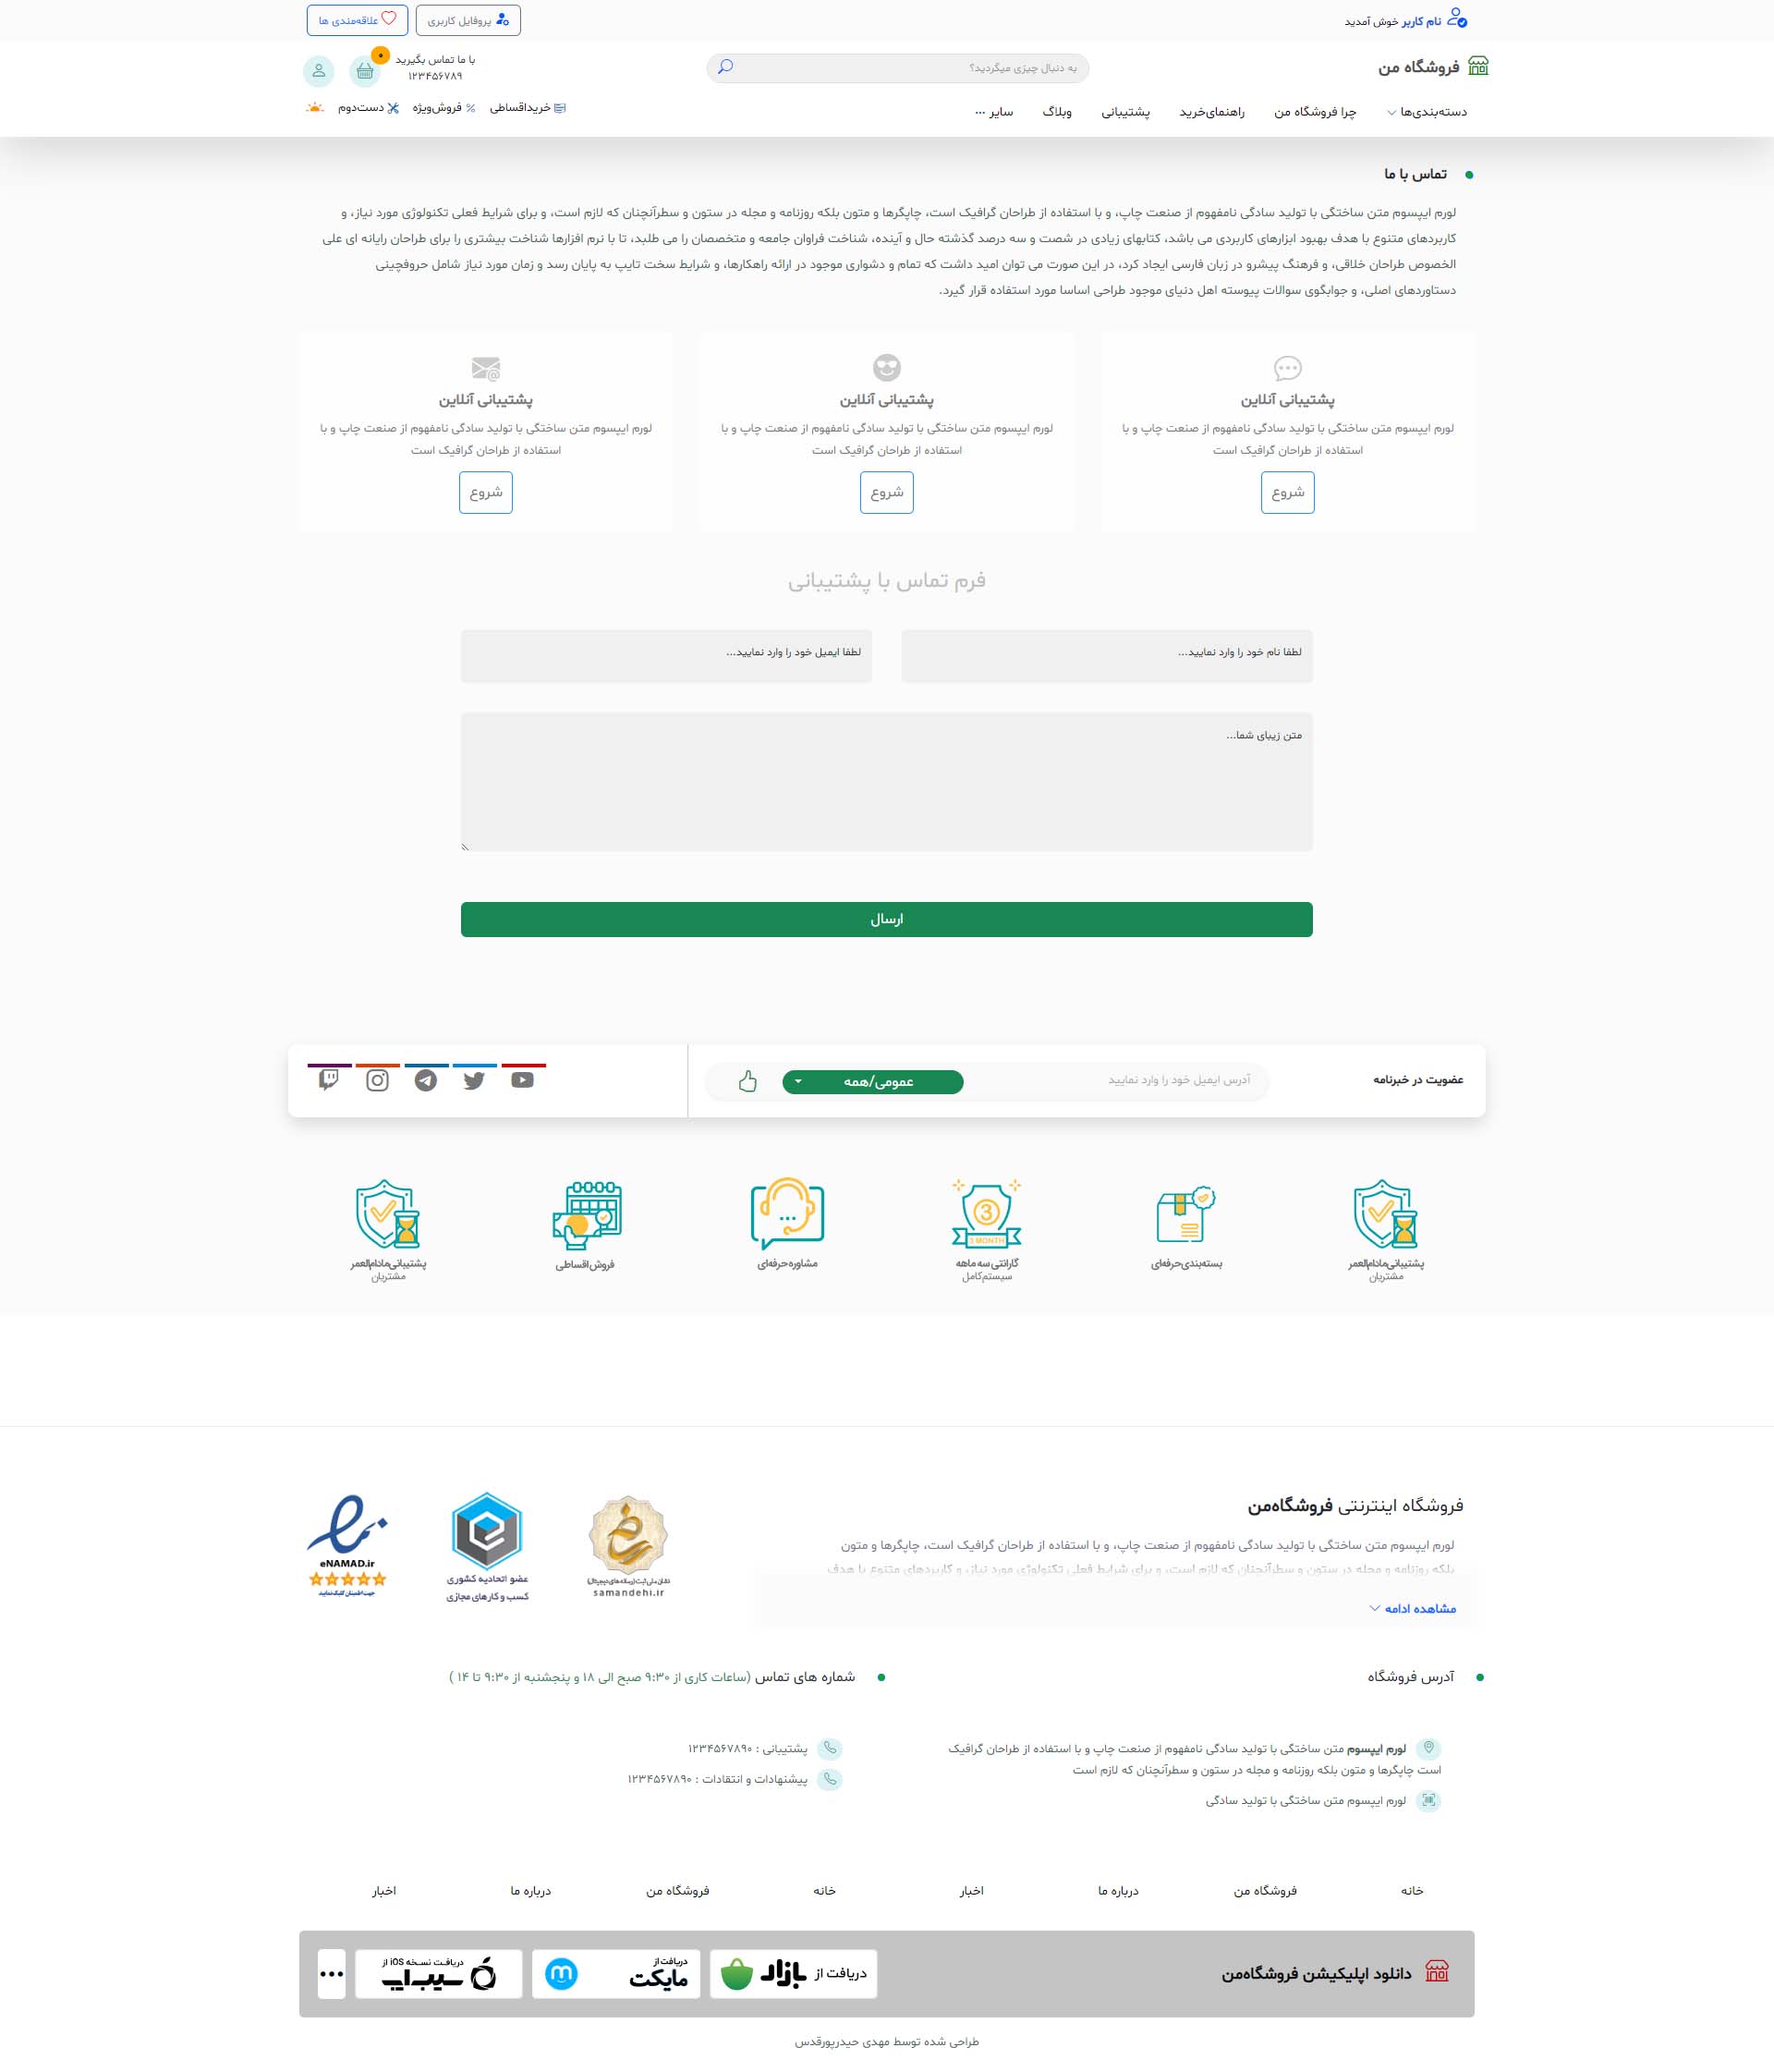 نام کاربر خوش آمدید
پروفایل کاربری
علاقه‌مندی ها
فروشگاه من
به دنبال چیزی میگردید؟
با ما تماس بگیرید
۱۲۳۴۵۶۷۸۹
۰
دسته‌بندی‌ها
چرا فروشگاه من
راهنمای‌خرید
پشتیبانی
وبلاگ
سایر ...
خریداقساطی
فروش‌ویژه
دست‌دوم
تماس با ما
لورم ایپسوم متن ساختگی با تولید سادگی نامفهوم از صنعت چاپ، و با استفاده از طراحان گرافیک است، چاپگرها و متون بلکه روزنامه و مجله در ستون و سطرآنچنان که لازم است، و برای شرایط فعلی تکنولوژی مورد نیاز، و
کاربردهای متنوع با هدف بهبود ابزارهای کاربردی می باشد، کتابهای زیادی در شصت و سه درصد گذشته حال و آینده، شناخت فراوان جامعه و متخصصان را می طلبد، تا با نرم افزارها شناخت بیشتری را برای طراحان رایانه ای علی
الخصوص طراحان خلاقی، و فرهنگ پیشرو در زبان فارسی ایجاد کرد، در این صورت می توان امید داشت که تمام و دشواری موجود در ارائه راهکارها، و شرایط سخت تایپ به پایان رسد و زمان مورد نیاز شامل حروفچینی
دستاوردهای اصلی، و جوابگوی سوالات پیوسته اهل دنیای موجود طراحی اساسا مورد استفاده قرار گیرد.
پشتیبانی آنلاین
لورم ایپسوم متن ساختگی با تولید سادگی نامفهوم از صنعت چاپ و با
استفاده از طراحان گرافیک است
شروع
پشتیبانی آنلاین
لورم ایپسوم متن ساختگی با تولید سادگی نامفهوم از صنعت چاپ و با
استفاده از طراحان گرافیک است
شروع
پشتیبانی آنلاین
لورم ایپسوم متن ساختگی با تولید سادگی نامفهوم از صنعت چاپ و با
استفاده از طراحان گرافیک است
شروع
فرم تماس با پشتیبانی
لطفا نام خود را وارد نمایید...
لطفا ایمیل خود را وارد نمایید...
متن زیبای شما...
ارسال
عضویت در خبرنامه
آدرس ایمیل خود را وارد نمایید
عمومی/همه
پشتیبانی‌مادام‌العمر
مشتریان
بسته‌بندی‌حرفه‌ای
3
3 MONTH
گارانتی سه ماهه
سیستم‌کامل
مشاوره‌حرفه‌ای
فروش‌اقساطی
پشتیبانی‌مادام‌العمر
مشتریان
فروشگاه اینترنتی فروشگاه‌من
لورم ایپسوم متن ساختگی با تولید سادگی نامفهوم از صنعت چاپ، و با استفاده از طراحان گرافیک است، چاپگرها و متون
بلکه روزنامه و مجله در ستون و سطرآنچنان که لازم است، و برای شرایط فعلی تکنولوژی مورد نیاز، و کاربردهای متنوع با هدف
مشاهده ادامه
نشان ملی ثبت (رسانه های دیجیتال)
samandehi.ir
عضو اتحادیه کشوری
کسب و کارهای مجازی
eNAMAD.ir
جهت اطمینان کلیک نمایید
آدرس فروشگاه
لورم ایپسوم متن ساختگی با تولید سادگی نامفهوم از صنعت چاپ و با استفاده از طراحان گرافیک
است چاپگرها و متون بلکه روزنامه و مجله در ستون و سطرآنچنان که لازم است
لورم ایپسوم متن ساختگی با تولید سادگی
شماره های تماس (ساعات کاری از ۹:۳۰ صبح الی ۱۸ و پنجشنبه از ۹:۳۰ تا ۱۴ )
پشتیبانی : ۱۲۳۴۵۶۷۸۹۰
پیشنهادات و انتقادات : ۱۲۳۴۵۶۷۸۹۰
خانه
فروشگاه من
درباره ما
اخبار
خانه
فروشگاه من
درباره ما
اخبار
دانلود اپلیکیشن فروشگاه‌من
دریافت از بازار
دریافت از
مایکت
دریافت نسخه iOS از
سیب‌اپ
طراحی شده توسط مهدی حیدرپورقدس